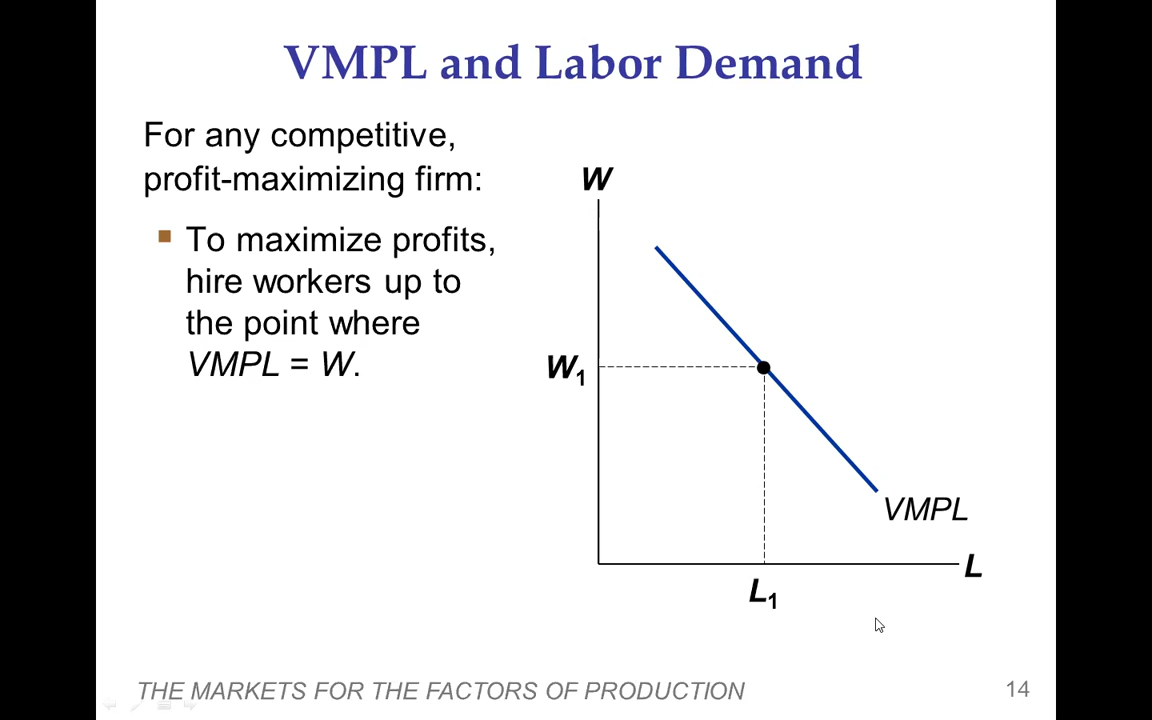 VMPL and Labor Demand
For any competitive,
profit-maximizing firm:
To maximize profits,
hire workers up to
the point where
VMPL = W.
W
W1
VMPL
L
L1
THE MARKETS FOR THE FACTORS OF PRODUCTION
14